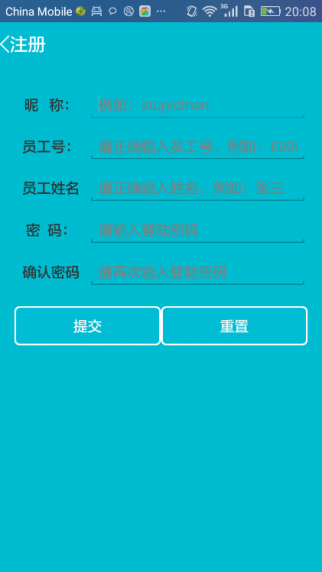 China Mobile 3G 20:08
注册
昵 称： 例如：stupidman
员工号： 请正确输入员工号，例如：E00
员工姓名 请正确输入姓名，例如：张三
密 码： 请输入登陆密码
确认密码 请再次输入登陆密码
提交 重置